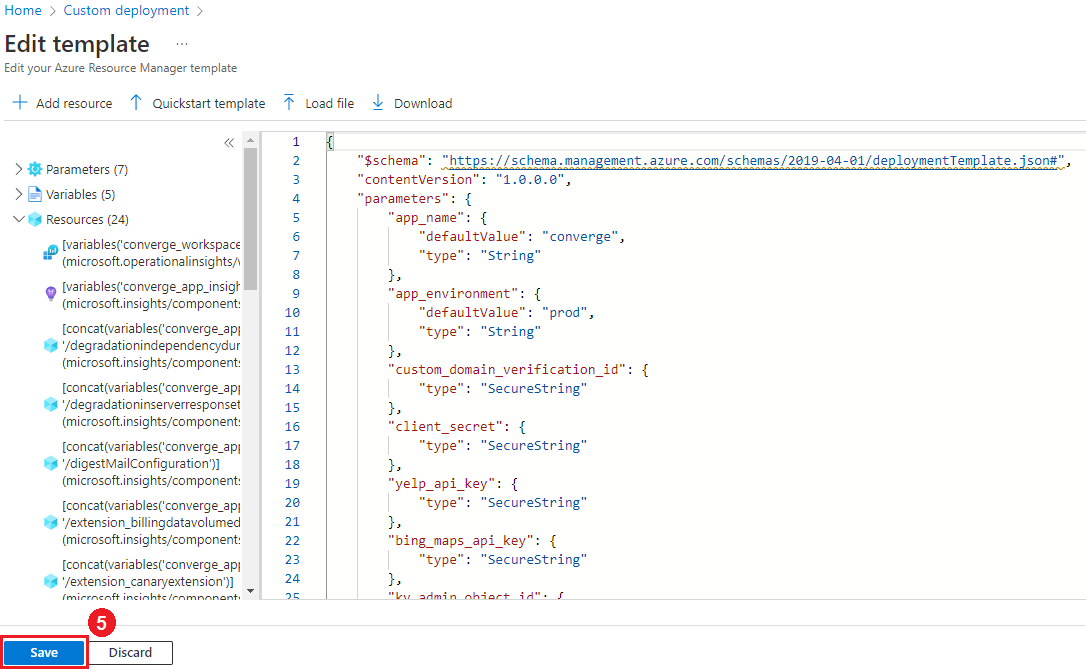 Home > Custom deployment >
Edit template ...
Edit your Azure Resource Manager template
Add resource Quickstart template Load file Download
«
Parameters (7)
Variables (5)
Resources (24)
[variables('converge_workspace
(microsoft.operationalinsights/
[variables('converge_app_insigh
(microsoft.insights/components
[concat(variables('converge_app
'/degradationindependencydur
(microsoft.insights/components
[concat(variables('converge_app
'/degradationinserverresponset
(microsoft.insights/components
[concat(variables('converge_app
'/digestMailConfiguration')]
(microsoft.insights/components
[concat(variables('converge_app
'/extension_billingdatavolumed
(microsoft.insights/components
[concat(variables('converge_app
'/extension_canaryextension')]
(microsoft.insights/components
1 {
2 "$schema": "https://schema.management.azure.com/schemas/2019-04-01/deploymentTemplate.json#",
3 "contentVersion": "1.0.0.0",
4 "parameters": {
5 "app_name": {
6 "defaultValue": "converge",
7 "type": "String"
8 },
9 "app_environment": {
10 "defaultValue": "prod",
11 "type": "String"
12 },
13 "custom_domain_verification_id": {
14 "type": "SecureString"
15 },
16 "client_secret": {
17 "type": "SecureString"
18 },
19 "yelp_api_key": {
20 "type": "SecureString"
21 },
22 "bing_maps_api_key": {
23 "type": "SecureString"
24 },
25 "kv_admin_object_id": {
5
Save Discard